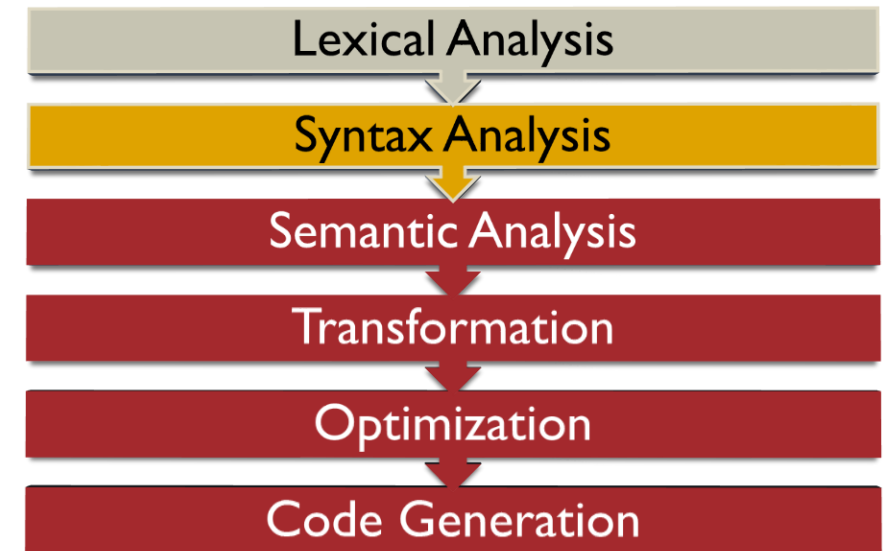 Lexical Analysis
Syntax Analysis
Semantic Analysis
Transformation
Optimization
Code Generation